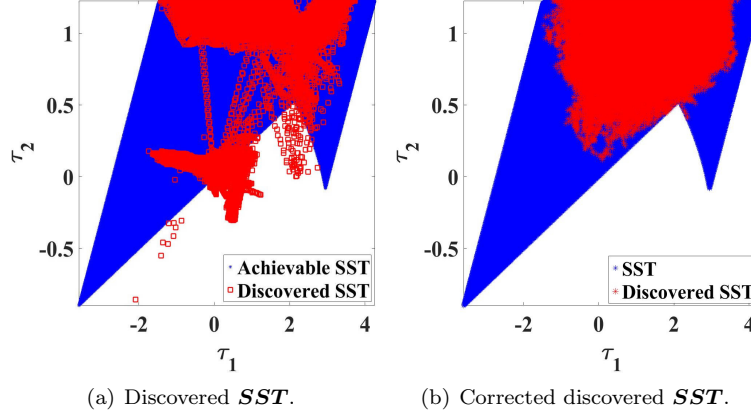 1
0.5
0
-0.5
τ2
-2
0
2
4
τ1
Achievable SST
Discovered SST
(a) Discovered SST.
1
0.5
0
-0.5
τ2
-2
0
2
4
τ1
SST
Discovered SST
(b) Corrected discovered SST.